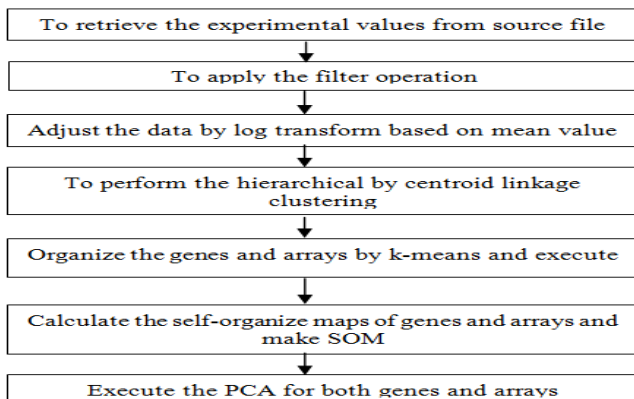 To retrieve the experimental values from source file
To apply the filter operation
Adjust the data by log transform based on mean value
To perform the hierarchical by centroid linkage
clustering
Organize the genes and arrays by k-means and execute
Calculate the self-organize maps of genes and arrays and
make SOM
Execute the PCA for both genes and arrays